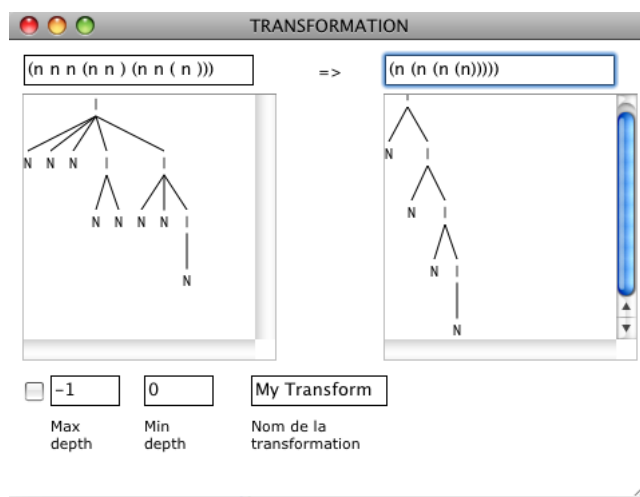 TRANSFORMATION
(n n n (n n ) (n n ( n ))) => (n (n (n (n)))))
I I
N N N I I N I
N N N N I N I
N N I
N
-1 0 My Transform
Max depth Min depth Nom de la transformation